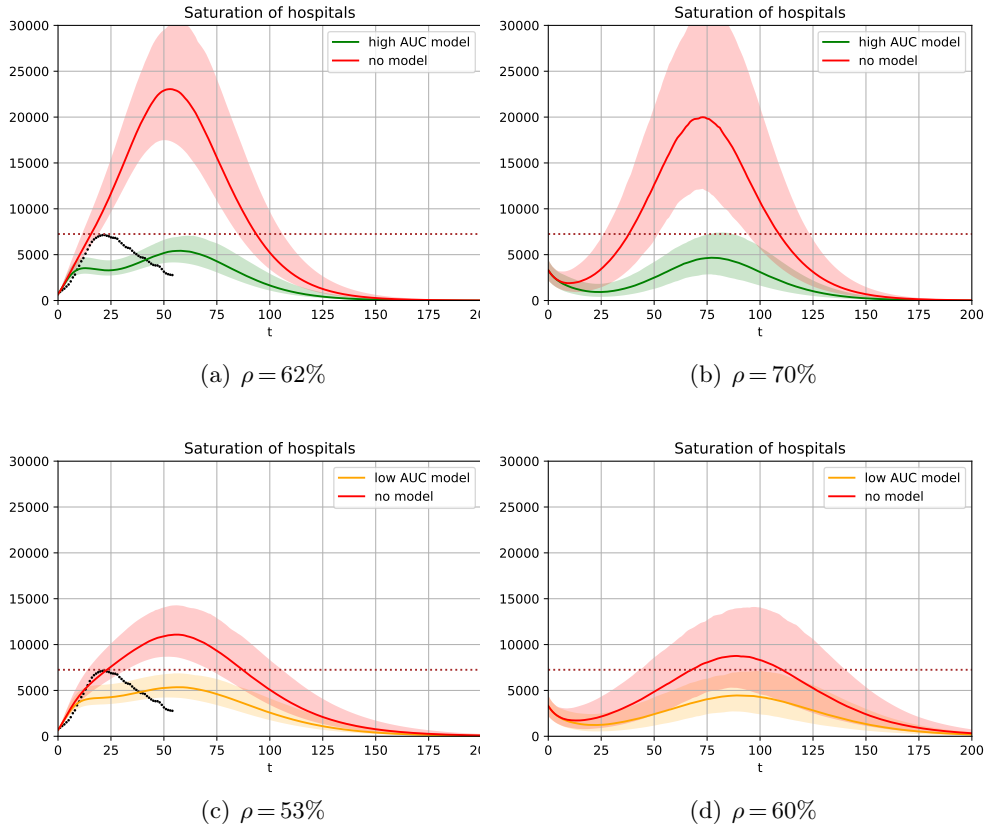 Saturation of hospitals
30000
25000
20000
15000
10000
5000
0
high AUC model
no model
0 25 50 75 100 125 150 175 20
t
(a) ρ = 62%
Saturation of hospitals
30000
25000
20000
15000
10000
5000
0
high AUC model
no model
0 25 50 75 100 125 150 175 200
t
(b) ρ = 70%
Saturation of hospitals
30000
25000
20000
15000
10000
5000
0
low AUC model
no model
0 25 50 75 100 125 150 175 20
t
(c) ρ = 53%
Saturation of hospitals
30000
25000
20000
15000
10000
5000
0
low AUC model
no model
0 25 50 75 100 125 150 175 200
t
(d) ρ = 60%